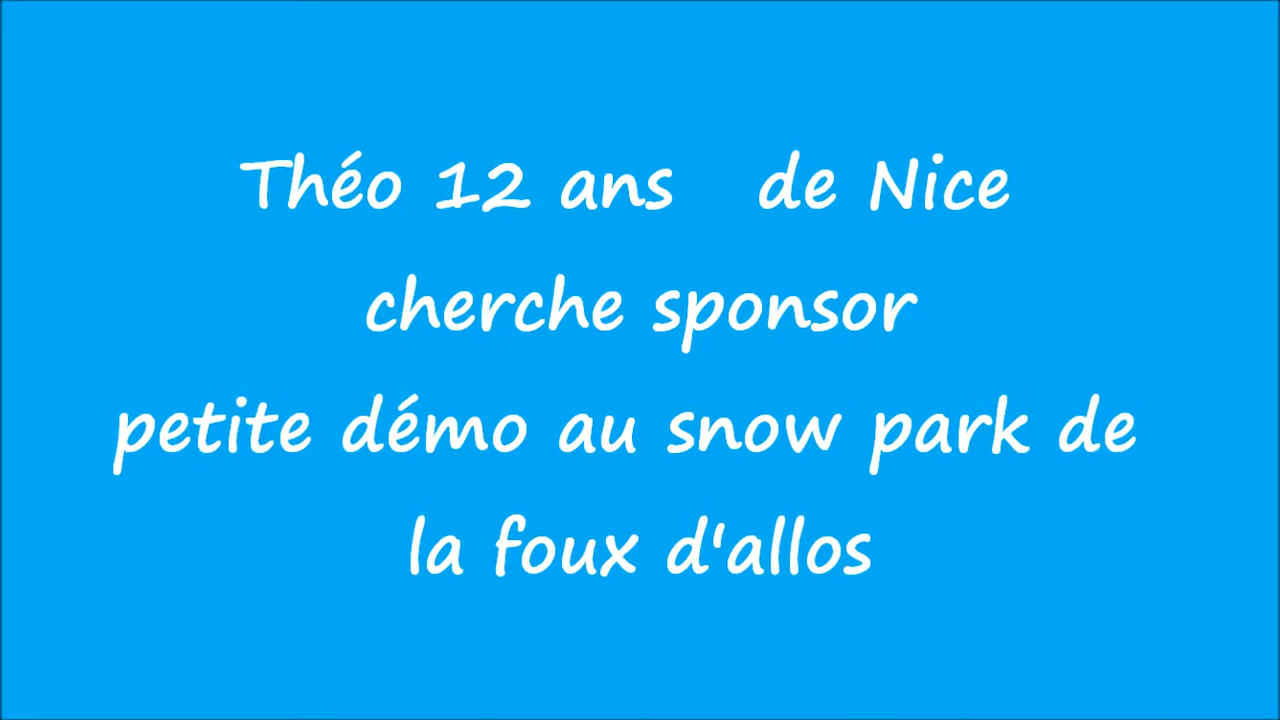 Théo 12 ans de Nice
cherche sponsor
petite démo au snow park de
la foux d'allos